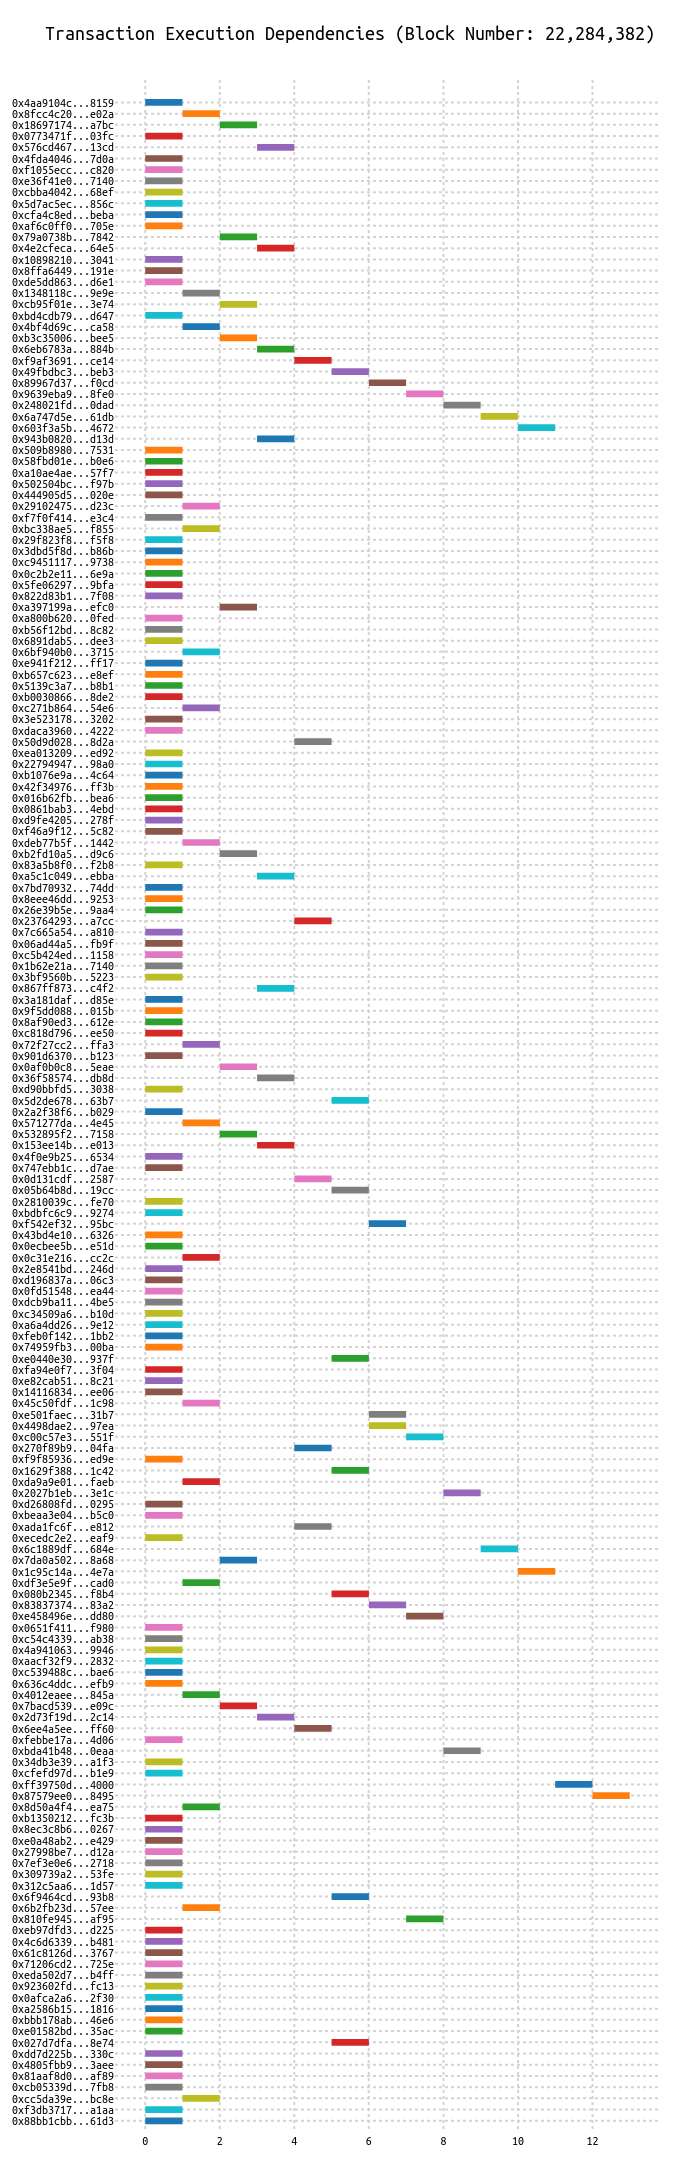 Transaction Execution Dependencies (Block Number: 22,284,382)
0x4aa9104c...8159
0x8fcc4c20...e02a
0x18697174...a7bc
0x0773471f...03fc
0x576cd467...13cd
0x4fda4046...7d0a
0xf1055ecc...c820
0xe36f41e0...7140
0xcbba4042...68ef
0x5d7ac5ec...856c
0xcfa4c8ed...beba
0xaf6c0ff0...705e
0x79a0738b...7842
0x4e2cfeca...64e5
0x10898210...3041
0x8ffa6449...191e
0xde5dd863...d6e1
0x1348118c...9e9e
0xcb95f01e...3e74
0xbd4cdb79...d647
0x4bf4d69c...ca58
0xb3c35006...bee5
0x6eb6783a...884b
0xf9af3691...ce14
0x49fbdbc3...beb3
0x89967d37...f0cd
0x9639eba9...8fe0
0x248021fd...0dad
0x6a747d5e...61db
0x603f3a5b...4672
0x943b0820...d13d
0x509b8980...7531
0x58fbd01e...b0e6
0xa10ae4ae...57f7
0x502504bc...f97b
0x444905d5...020e
0x29102475...d23c
0xf7f0f414...e3c4
0xbc338ae5...f855
0x29f823f8...f5f8
0x3dbd5f8d...b86b
0xc9451117...9738
0x0c2b2e11...6e9a
0x5fe06297...9bfa
0x822d83b1...7f08
0xa397199a...efc0
0xa800b620...0fed
0xb56f12bd...8c82
0x6891dab5...dee3
0x6bf940b0...3715
0xe941f212...ff17
0xb657c623...e8ef
0x5139c3a7...b8b1
0xb0030866...8de2
0xc271b864...54e6
0x3e523178...3202
0xdaca3960...4222
0x50d9d028...8d2a
0xea013209...ed92
0x22794947...98a0
0xb1076e9a...4c64
0x42f34976...ff3b
0x016b62fb...bea6
0x0861bab3...4ebd
0xd9fe4205...278f
0xf46a9f12...5c82
0xdeb77b5f...1442
0xb2fd10a5...d9c6
0x83a5b8f0...f2b8
0xa5c1c049...ebba
0x7bd70932...74dd
0x8eee46dd...9253
0x26e39b5e...9aa4
0x23764293...a7cc
0x7c665a54...a810
0x06ad44a5...fb9f
0xc5b424ed...1158
0x1b62e21a...7140
0x3bf9560b...5223
0x867ff873...c4f2
0x3a181daf...d85e
0x9f5dd088...015b
0x8af90ed3...612e
0xc818d796...ee50
0x72f27cc2...ffa3
0x901d6370...b123
0x0af0b0c8...5eae
0x36f58574...db8d
0xd90bbfd5...3038
0x5d2de678...63b7
0x2a2f38f6...b029
0x571277da...4e45
0x532895f2...7158
0x153ee14b...e013
0x4f0e9b25...6534
0x747ebb1c...d7ae
0x0d131cdf...2587
0x05b64b8d...19cc
0x2810039c...fe70
0xbdbfc6c9...9274
0xf542ef32...95bc
0x43bd4e10...6326
0x0ecbee5b...e51d
0x0c31e216...cc2c
0x2e8541bd...246d
0xd196837a...06c3
0x0fd51548...ea44
0xdcb9ba11...4be5
0xc34509a6...b10d
0xa6a4dd26...9e12
0xfeb0f142...1bb2
0x74959fb3...00ba
0xe0440e30...937f
0xfa94e0f7...3f04
0xe82cab51...8c21
0x14116834...ee06
0x45c50fdf...1c98
0xe501faec...31b7
0x4498dae2...97ea
0xc00c57e3...551f
0x270f89b9...04fa
0xf9f85936...ed9e
0x1629f388...1c42
0xda9a9e01...faeb
0x2027b1eb...3e1c
0xd26808fd...0295
0xbeaa3e04...b5c0
0xada1fc6f...e812
0xecedc2e2...eaf9
0x6c1889df...684e
0x7da0a502...8a68
0x1c95c14a...4e7a
0xdf3e5e9f...cad0
0x080b2345...f8b4
0x83837374...83a2
0xe458496e...dd80
0x0651f411...f980
0xc54c4339...ab38
0x4a941063...9946
0xaacf32f9...2832
0xc539488c...bae6
0x636c4ddc...efb9
0x4012eaee...845a
0x7bacd539...e09c
0x2d73f19d...2c14
0x6ee4a5ee...ff60
0xfebbe17a...4d06
0xbda41b48...0eaa
0x34db3e39...a1f3
0xcfefd97d...b1e9
0xff39750d...4000
0x87579ee0...8495
0x8d50a4f4...ea75
0xb1350212...fc3b
0x8ec3c8b6...0267
0xe0a48ab2...e429
0x27998be7...d12a
0x7ef3e0e6...2718
0x309739a2...53fe
0x312c5aa6...1d57
0x6f9464cd...93b8
0x6b2fb23d...57ee
0x810fe945...af95
0xeb97dfd3...d225
0x4c6d6339...b481
0x61c8126d...3767
0x71206cd2...725e
0xeda502d7...b4ff
0x923602fd...fc13
0x0afca2a6...2f30
0xa2586b15...1816
0xbbb178ab...46e6
0xe01582bd...35ac
0x027d7dfa...8e74
0xdd7d225b...330c
0x4805fbb9...3aee
0x81aaf8d0...af89
0xcb05339d...7fb8
0xcc5da39e...bc8e
0xf3db3717...a1aa
0x88bb1cbb...61d3
0 2 4 6 8 10 12